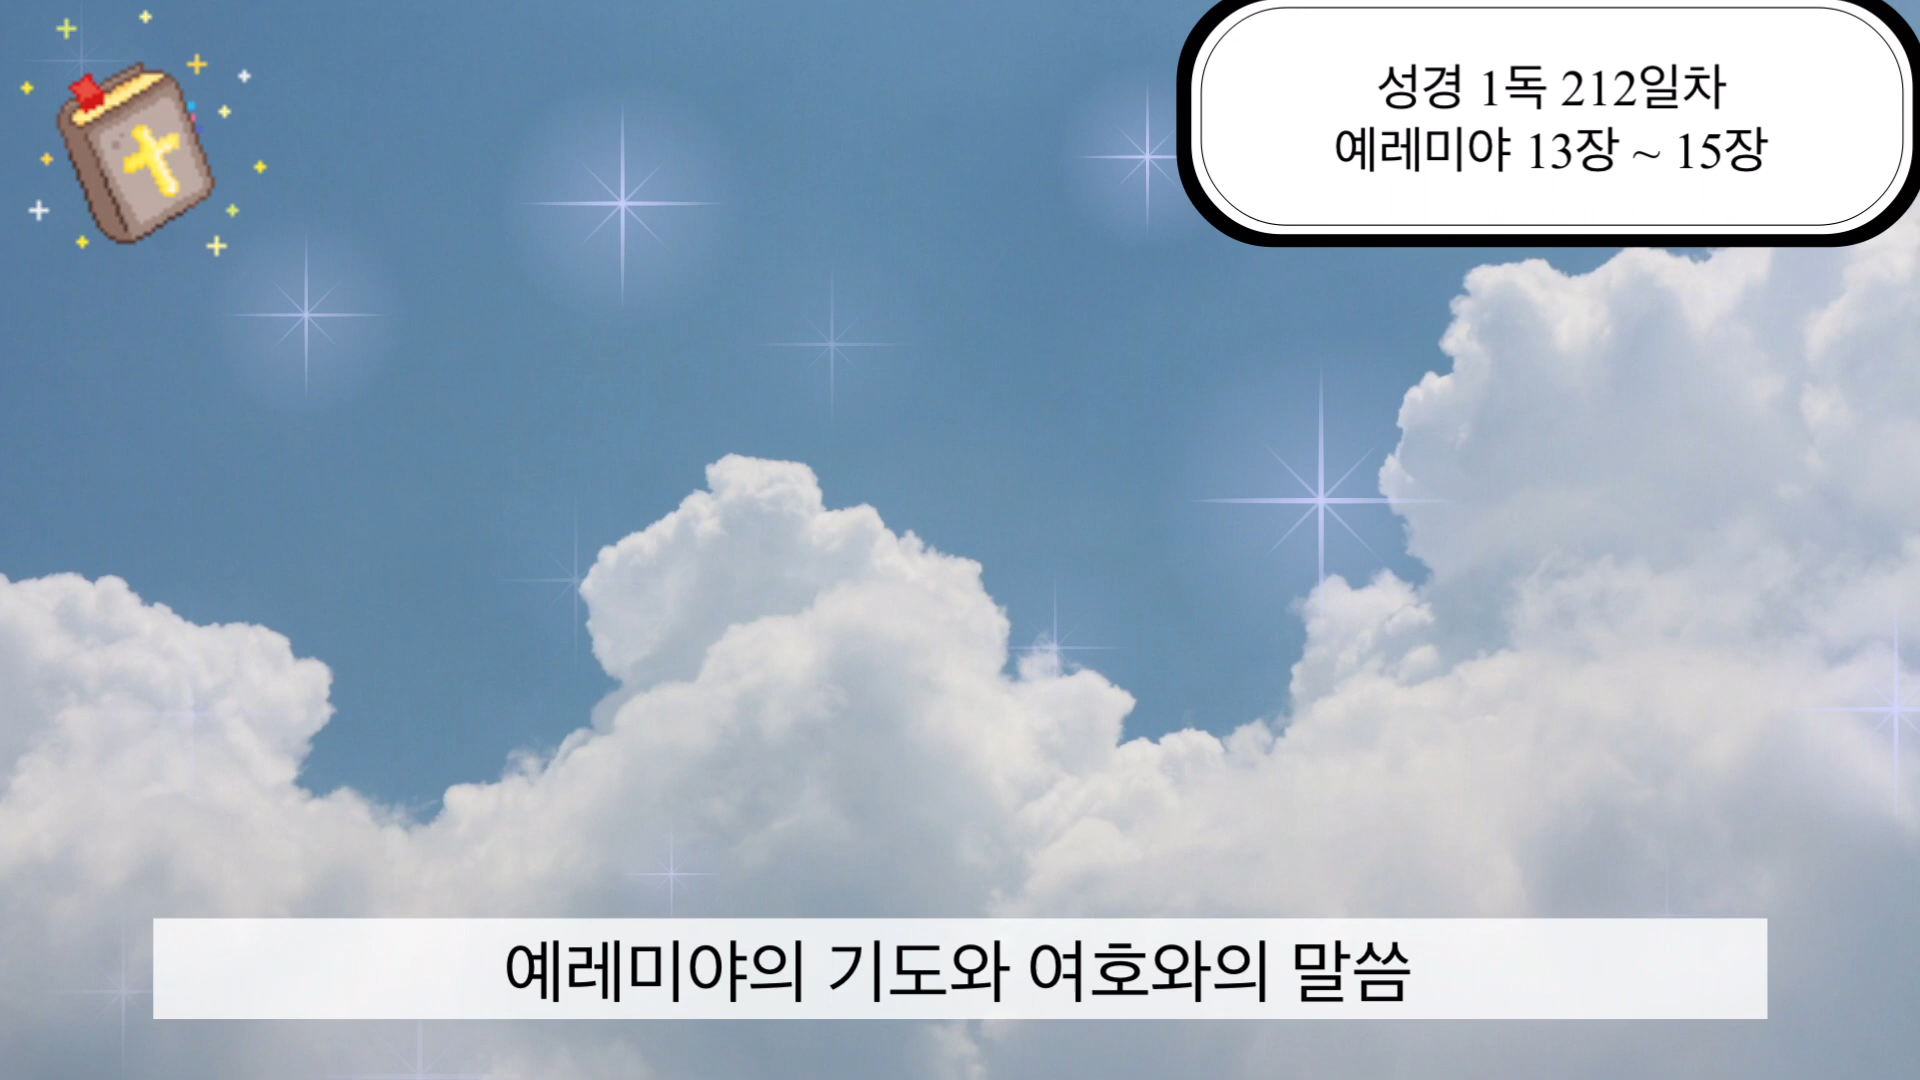 성경 1독 212일차
예레미야 13장 ~ 15장
예레미야의 기도와 여호와의 말씀